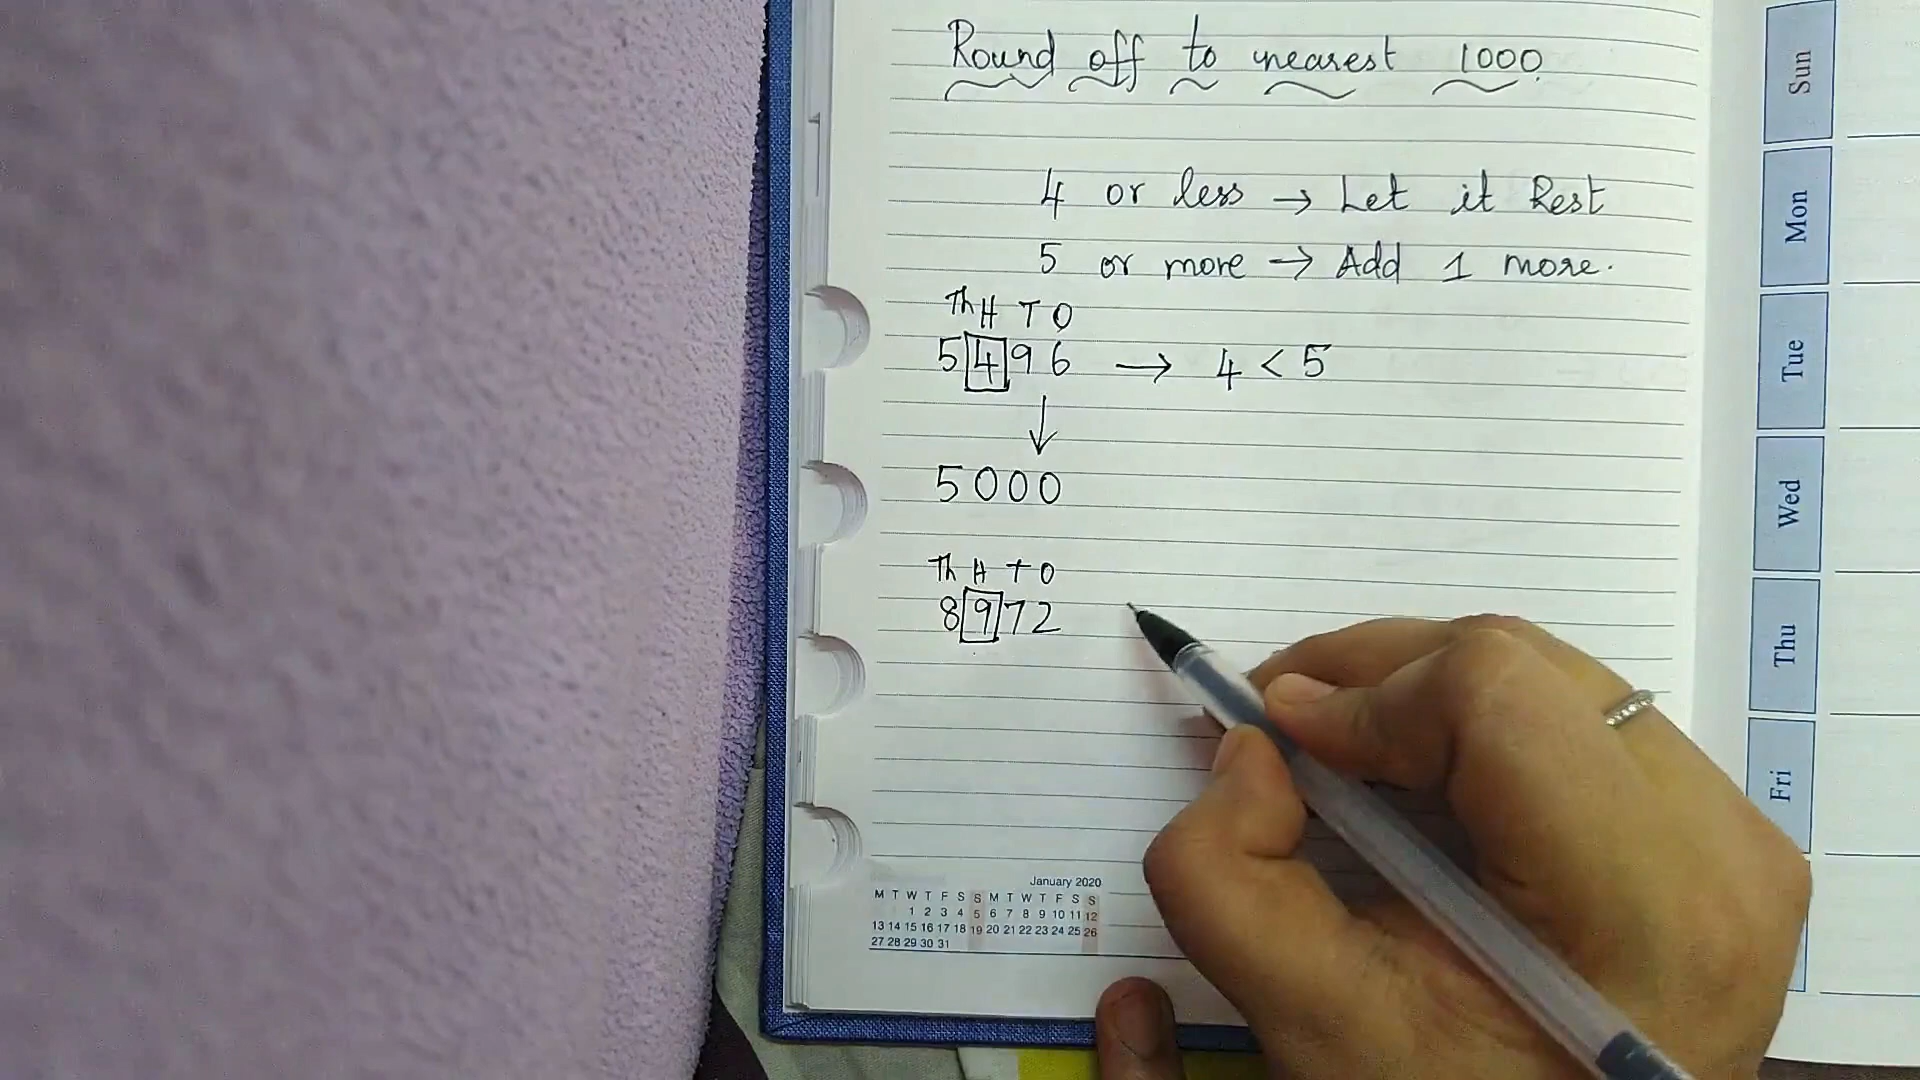 Round off to nearest 1000.
4 or less → Let it Rest
5 or more → Add 1 more.
Th H T O
5 4 9 6 → 4 < 5
↓
5000
Th H T O
8 9 7 2
January 2020
M T W T F S S M T W T F S S
1 2 3 4 5 6 7 8 9 10 11 12
13 14 15 16 17 18 19 20 21 22 23 24 25 26
27 28 29 30 31
Sun
Mon
Tue
Wed
Thu
Fri